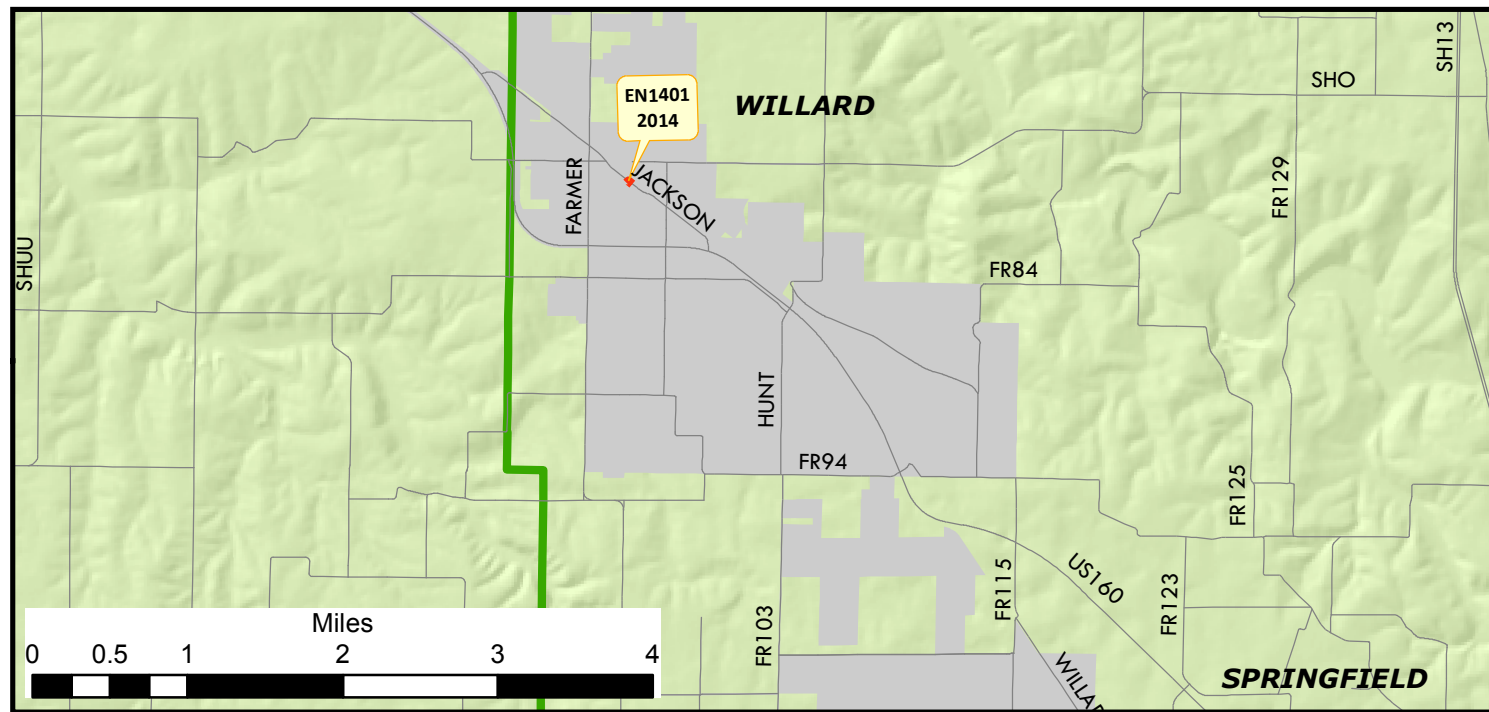 SH13
SHO
EN1401
2014
WILLARD
FARMER
JACKSON
FR129
SHUU
FR84
HUNT
FR94
FR125
US160
FR115
FR123
FR103
Miles
0 0.5 1 2 3 4
WILLAR
SPRINGFIELD